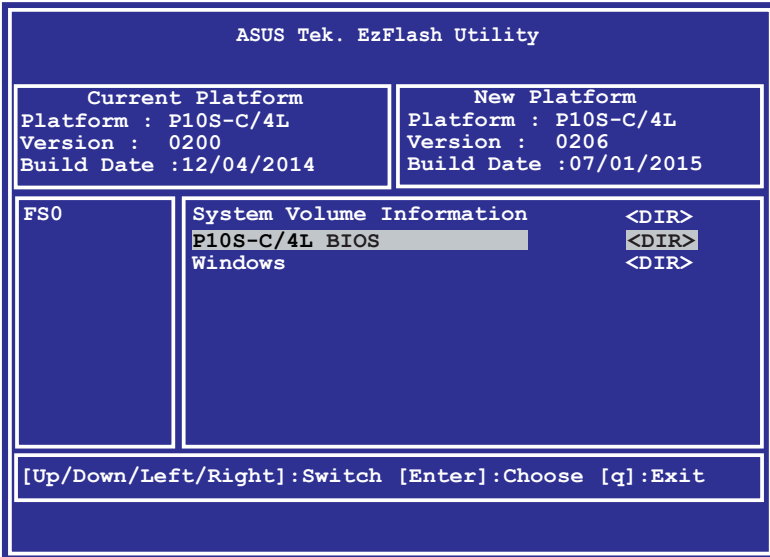 ASUS Tek. EzFlash Utility
Current Platform
Platform : P10S-C/4L
Version : 0200
Build Date :12/04/2014
New Platform
Platform : P10S-C/4L
Version : 0206
Build Date :07/01/2015
FS0
System Volume Information <DIR>
P10S-C/4L BIOS <DIR>
Windows <DIR>
[Up/Down/Left/Right]:Switch [Enter]:Choose [q]:Exit